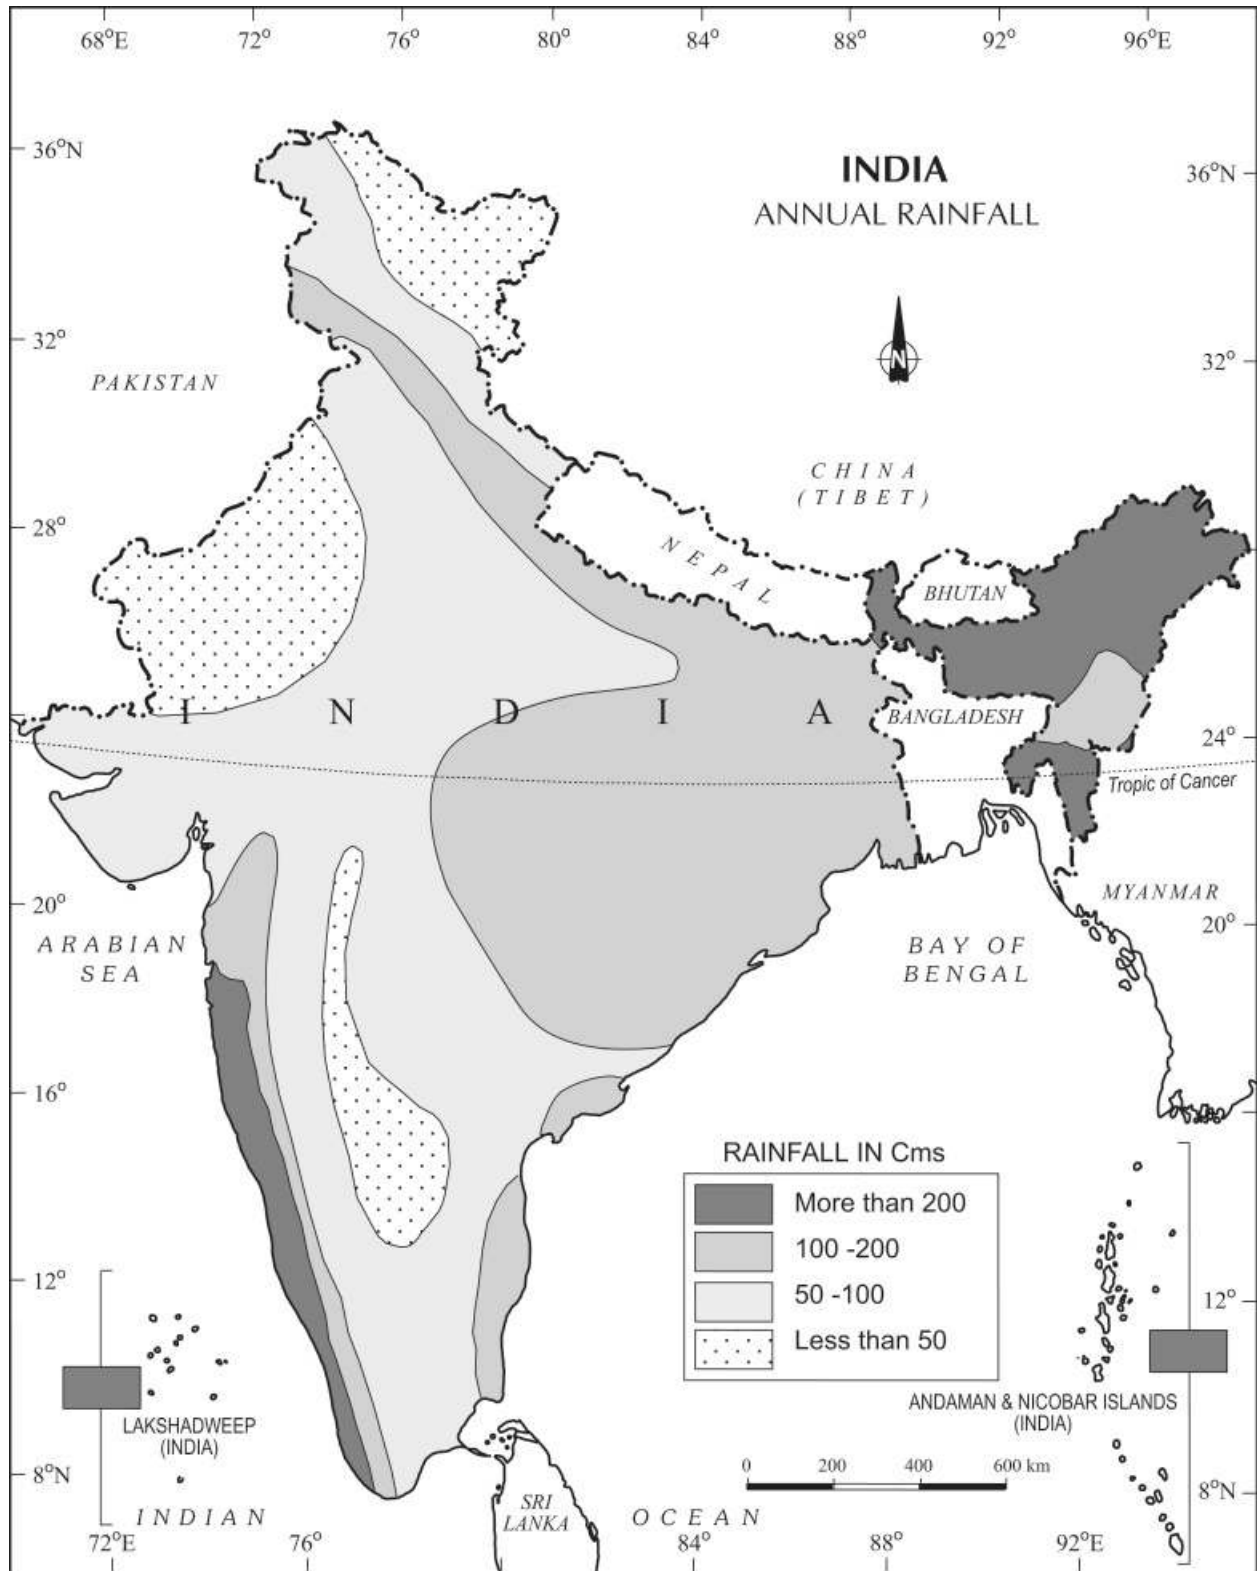 68°E 72° 76° 80° 84° 88° 92° 96°E
36°N
INDIA
ANNUAL RAINFALL
36°N
N
32°
32°
PAKISTAN
CHINA
(TIBET)
28°
NEPAL
BHUTAN
I N D I A
BANGLADESH
24°
Tropic of Cancer
20°
MYANMAR
20°
ARABIAN
SEA
BAY OF
BENGAL
16°
RAINFALL IN Cms
More than 200
100 -200
50 -100
Less than 50
12°
12°
LAKSHADWEEP
(INDIA)
ANDAMAN & NICOBAR ISLANDS
(INDIA)
0 200 400 600 km
8°N
8°N
SRI
LANKA
INDIAN OCEAN
72°E 76° 84° 88° 92°E